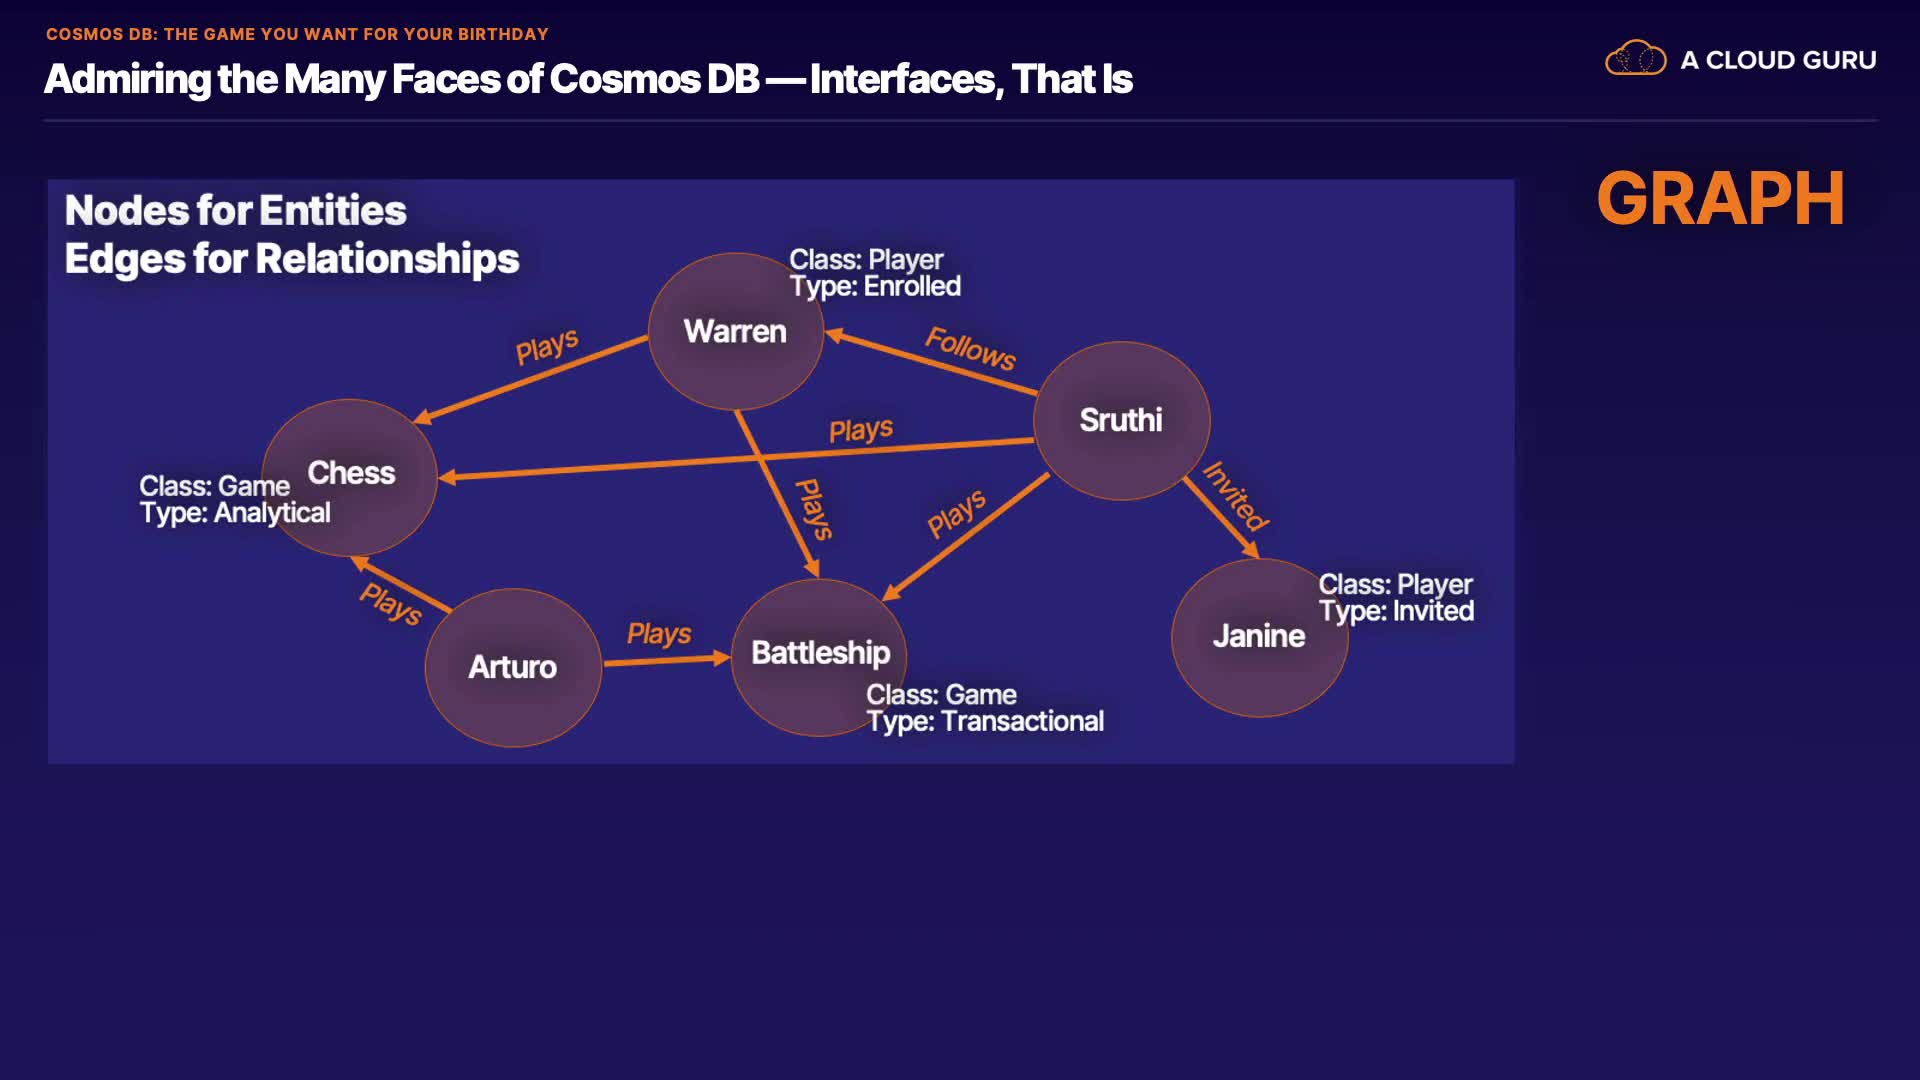 COSMOS DB: THE GAME YOU WANT FOR YOUR BIRTHDAY
Admiring the Many Faces of Cosmos DB — Interfaces, That Is
A CLOUD GURU
GRAPH
Nodes for Entities
Edges for Relationships
Class: Player
Type: Enrolled
Warren
Plays
Follows
Sruthi
Plays
Chess
Class: Game
Type: Analytical
Plays
Plays
Invited
Plays
Arturo
Plays
Battleship
Class: Game
Type: Transactional
Janine
Class: Player
Type: Invited